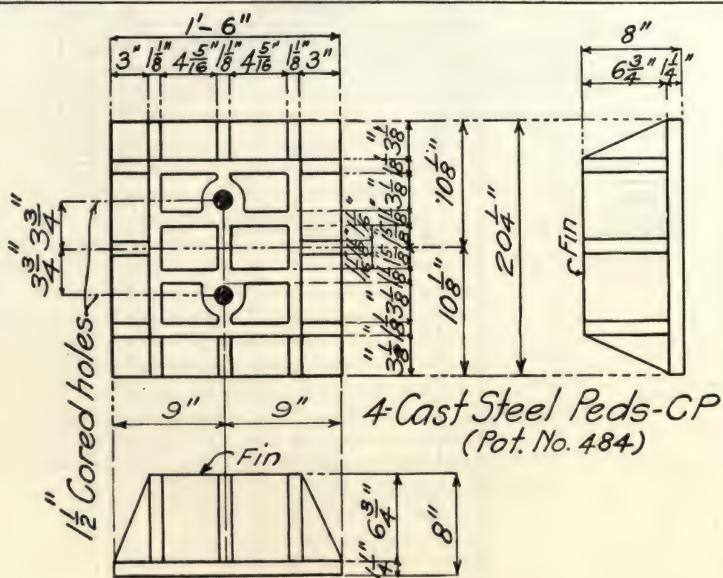 1'-6"
3" 1 1/8" 4 5/16" 1 1/8" 4 5/16" 1 1/8" 3"
8"
6 3/4" 1 1/4"
3 3/4"
3 3/4"
10 1/8"
10 1/8"
20 1/4"
Fin
1 1/2" Cored holes
9" 9"
4-Cast Steel Peds-CP
(Pat. No. 484)
Fin
6 3/4"
1 1/4"
8"